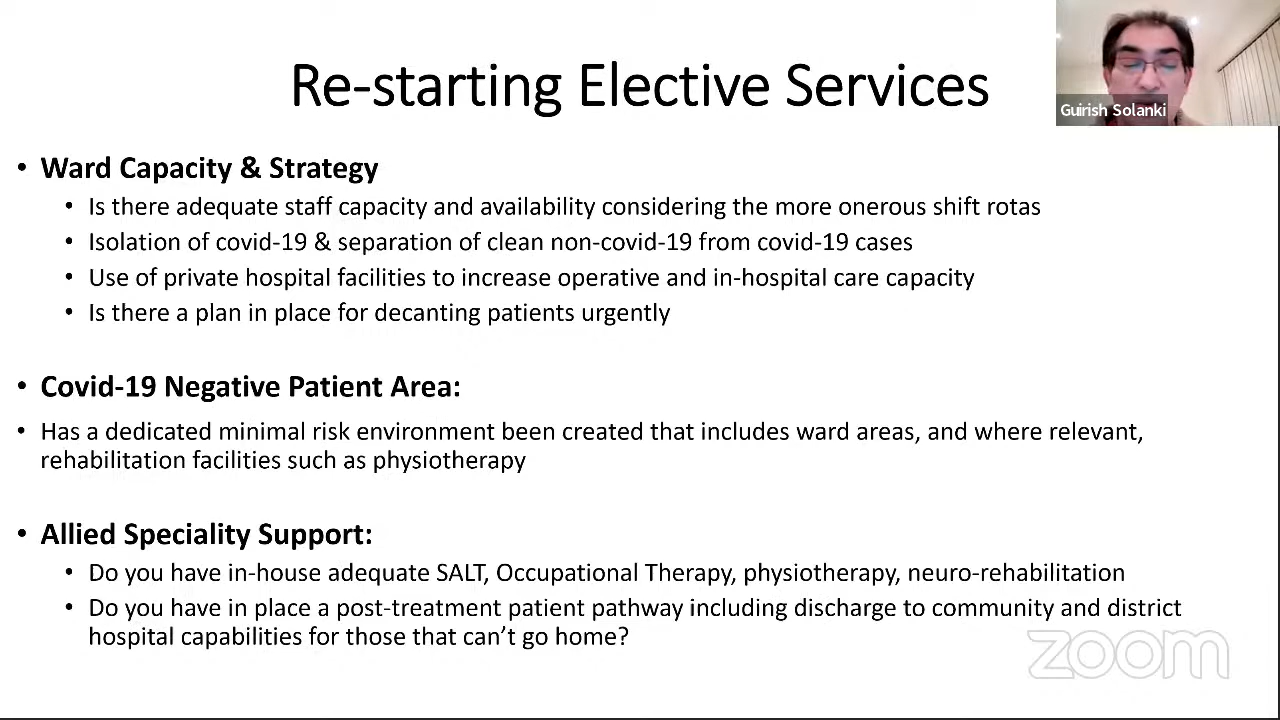 Re-starting Elective Services
Guirish Solanki
• Ward Capacity & Strategy
• Is there adequate staff capacity and availability considering the more onerous shift rotas
• Isolation of covid-19 & separation of clean non-covid-19 from covid-19 cases
• Use of private hospital facilities to increase operative and in-hospital care capacity
• Is there a plan in place for decanting patients urgently
• Covid-19 Negative Patient Area:
• Has a dedicated minimal risk environment been created that includes ward areas, and where relevant,
rehabilitation facilities such as physiotherapy
• Allied Speciality Support:
• Do you have in-house adequate SALT, Occupational Therapy, physiotherapy, neuro-rehabilitation
• Do you have in place a post-treatment patient pathway including discharge to community and district
hospital capabilities for those that can’t go home?
zoom